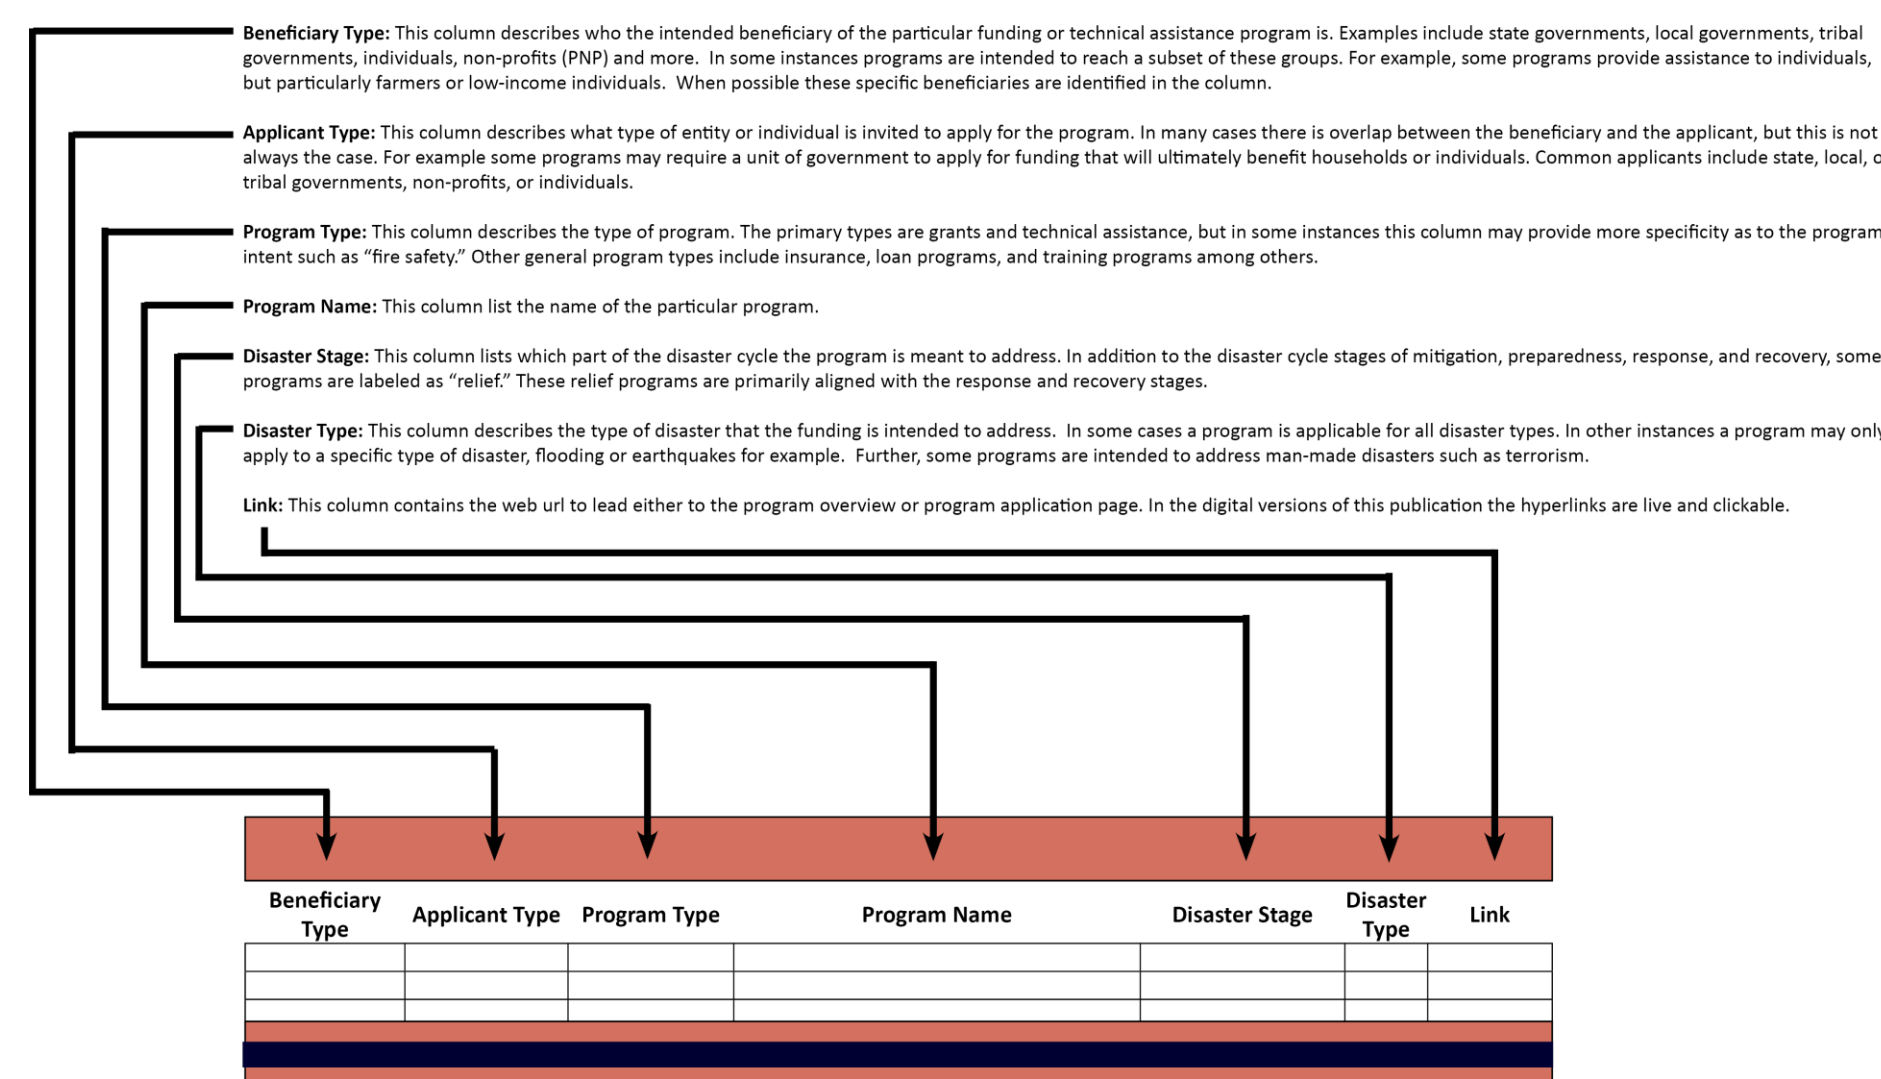 Beneficiary Type: This column describes who the intended beneficiary of the particular funding or technical assistance program is. Examples include state governments, local governments, tribal
governments, individuals, non-profits (PNP) and more.  In some instances programs are intended to reach a subset of these groups. For example, some programs provide assistance to individuals,
but particularly farmers or low-income individuals.  When possible these specific beneficiaries are identified in the column.
Applicant Type: This column describes what type of entity or individual is invited to apply for the program. In many cases there is overlap between the beneficiary and the applicant, but this is not
always the case. For example some programs may require a unit of government to apply for funding that will ultimately benefit households or individuals. Common applicants include state, local,
tribal governments, non-profits, or individuals.
Program Type: This column describes the type of program. The primary types are grants and technical assistance, but in some instances this column may provide more specificity as to the program
intent such as “fire safety.” Other general program types include insurance, loan programs, and training programs among others.
Program Name: This column list the name of the particular program.
Disaster Stage: This column lists which part of the disaster cycle the program is meant to address. In addition to the disaster cycle stages of mitigation, preparedness, response, and recovery, some
programs are labeled as “relief.” These relief programs are primarily aligned with the response and recovery stages.
Disaster Type: This column describes the type of disaster that the funding is intended to address.  In some cases a program is applicable for all disaster types. In other instances a program may only
apply to a specific type of disaster, flooding or earthquakes for example.  Further, some programs are intended to address man-made disasters such as terrorism.
Link: This column contains the web url to lead either to the program overview or program application page. In the digital versions of this publication the hyperlinks are live and clickable.
Beneficiary
Type
Applicant Type
Program Type
Program Name
Disaster Stage
Disaster
Type
Link